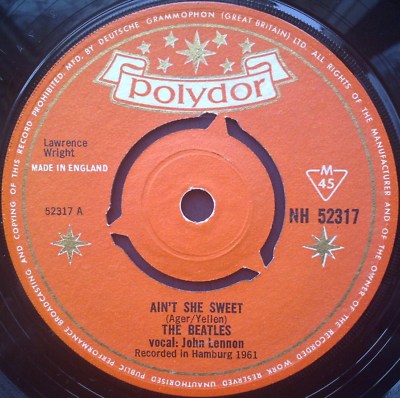 MFD. BY DEUTSCHE GRAMMOPHON (GREAT BRITAIN) LTD. ALL RIGHTS OF THE MANUFACTURER AND OF THE OWNER OF THE RECORDED WORK RESERVED. UNAUTHORISED PUBLIC PERFORMANCE BROADCASTING AND COPYING OF THIS RECORD PROHIBITED.
polydor
Lawrence
Wright
MADE IN ENGLAND
M
45
52317 A
NH 52317
AIN'T SHE SWEET
(Ager/Yellen)
THE BEATLES
vocal: John Lennon
Recorded in Hamburg 1961